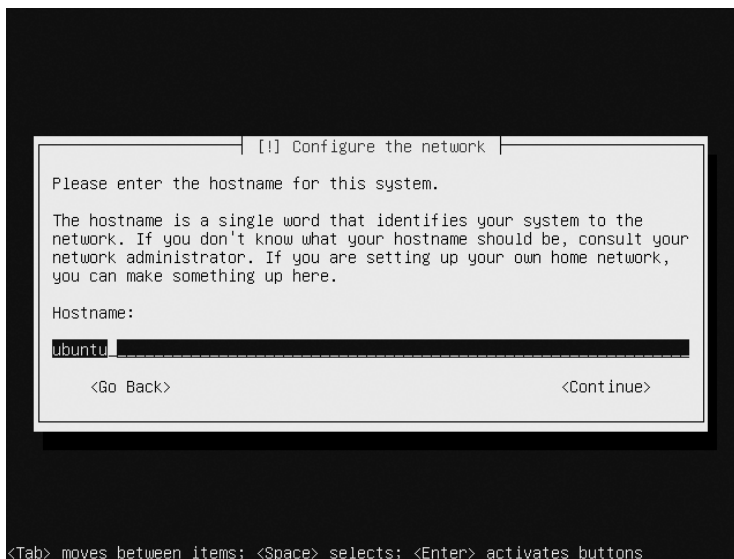 [!] Configure the network
Please enter the hostname for this system.
The hostname is a single word that identifies your system to the
network. If you don't know what your hostname should be, consult your
network administrator. If you are setting up your own home network,
you can make something up here.
Hostname:
ubuntu
<Go Back> <Continue>
<Tab> moves between items; <Space> selects; <Enter> activates buttons